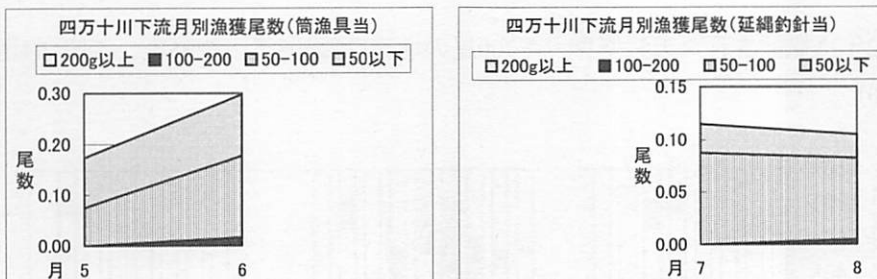 四万十川下流月別漁獲尾数(筒漁具当)
□200g以上 ■100-200 □50-100 □50以下
0.30
0.20
0.10
0.00
尾数
月 5 6
四万十川下流月別漁獲尾数(延縄釣針当)
□200g以上 ■100-200 □50-100 □50以下
0.15
0.10
0.05
0.00
尾数
月 7 8